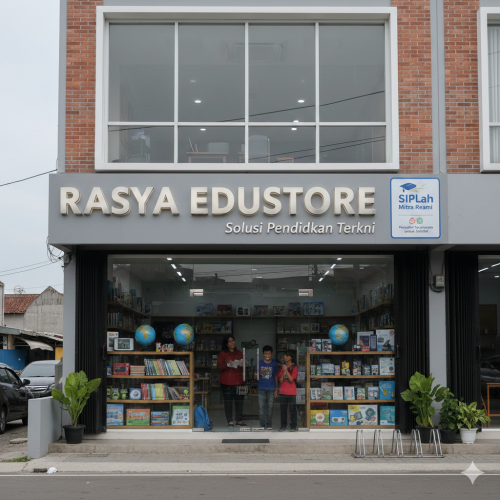 RASYA EDUSTORE
Solusi Pendidkan Terkni
SIPLah
Mitra Resmi